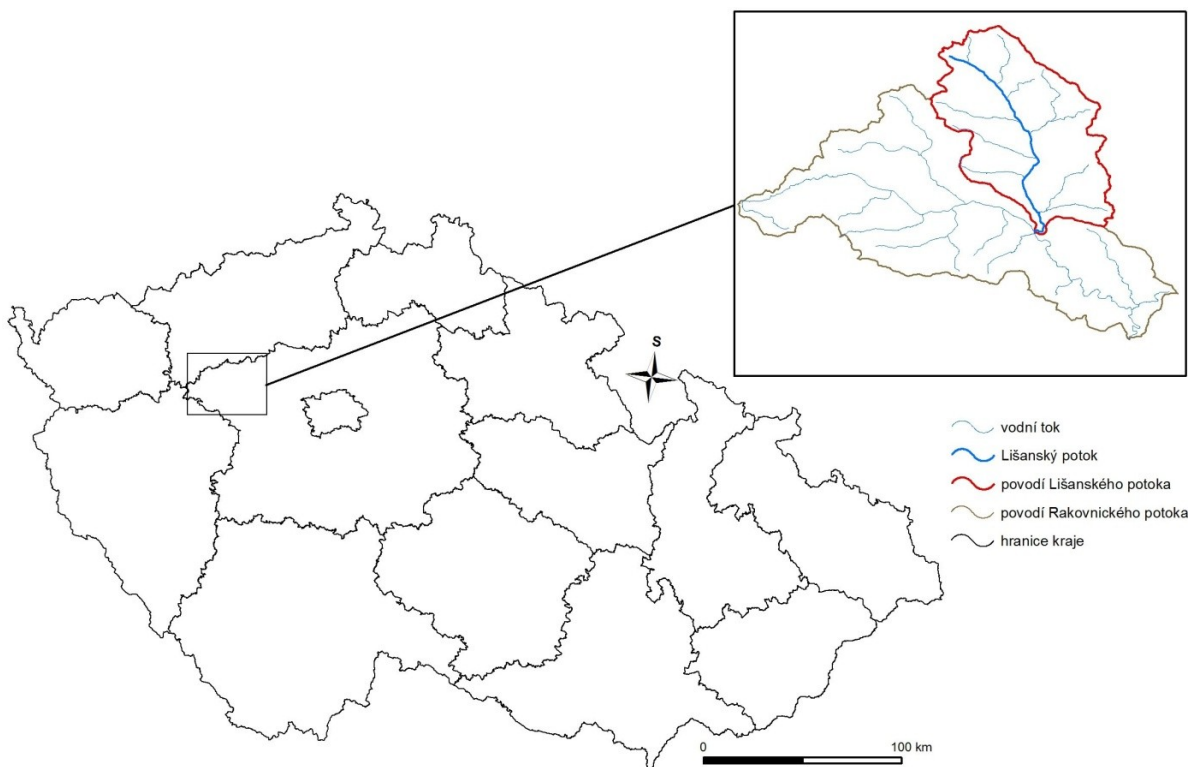 S
vodní tok
Lišanský potok
povodí Lišanského potoka
povodí Rakovnického potoka
hranice kraje
0 100 km